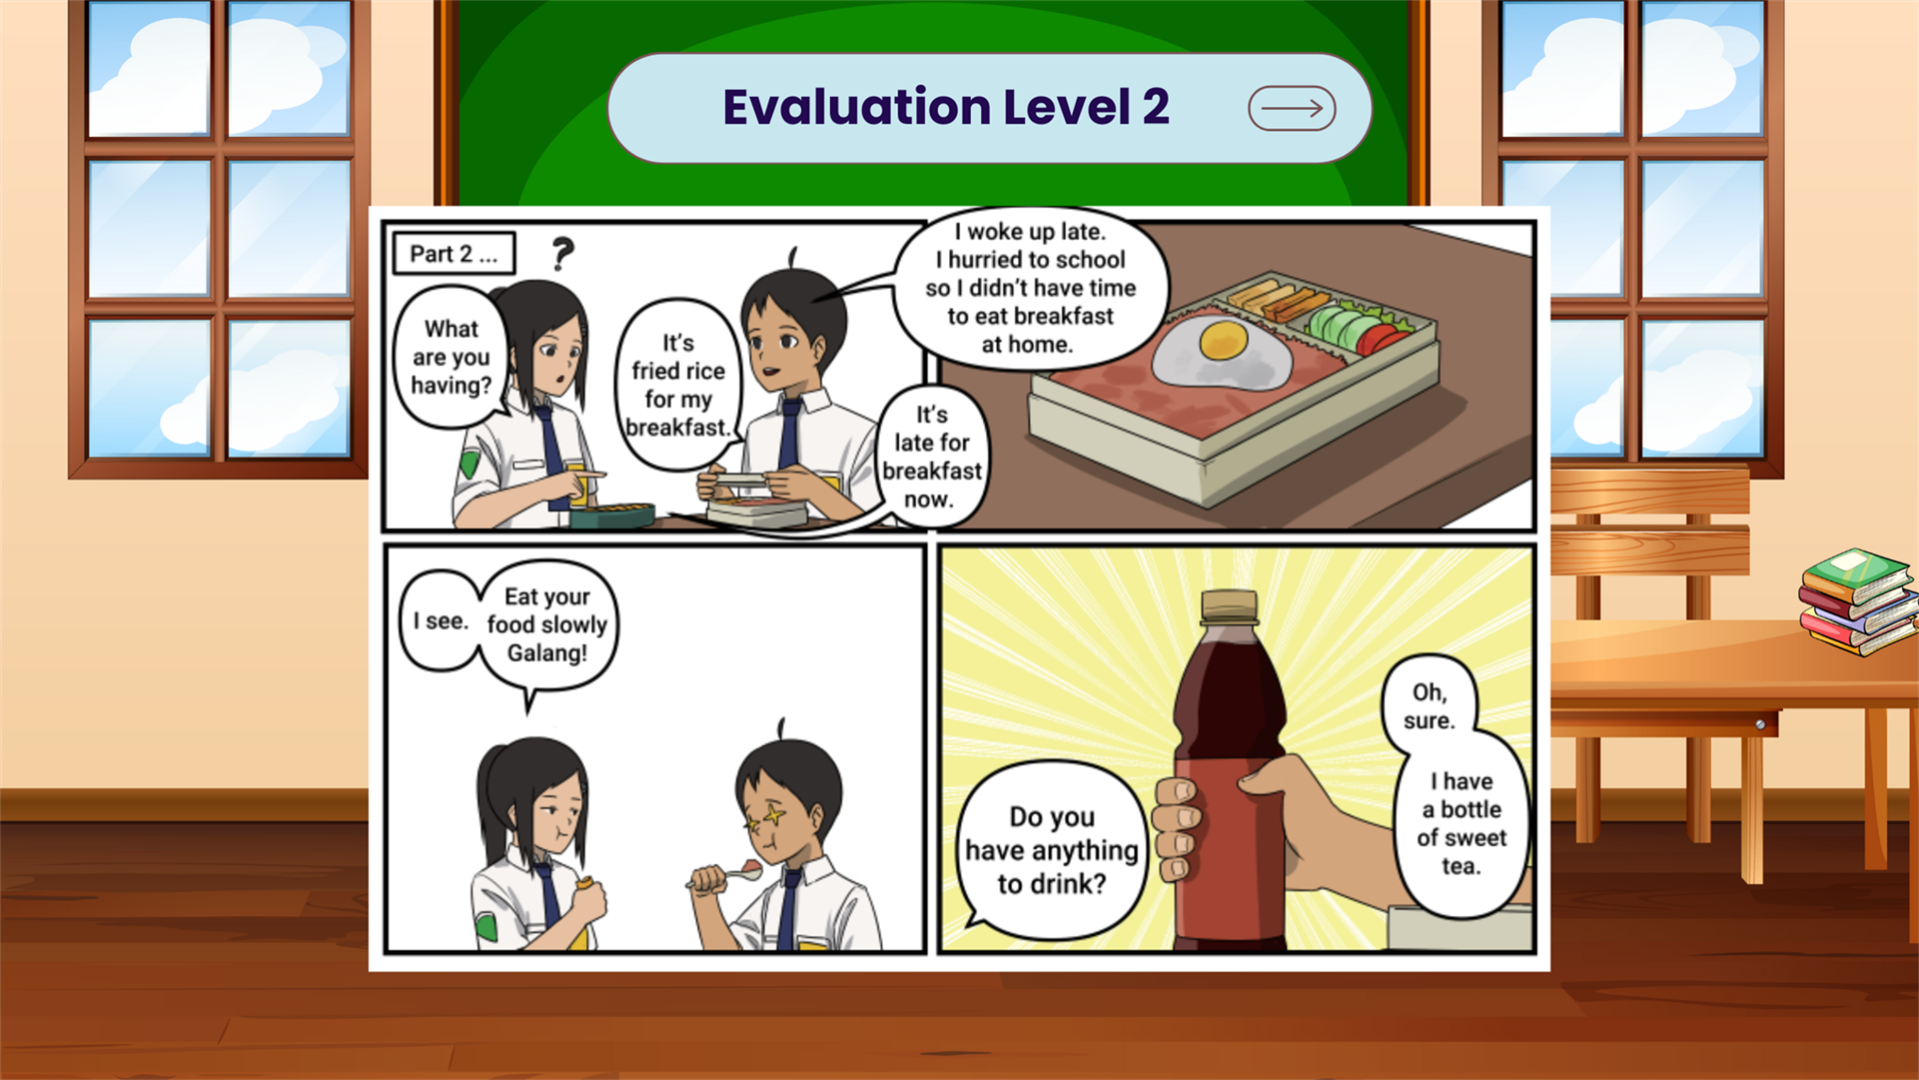 Evaluation Level 2
Part 2 ...
?
What
are you
having?
It's
fried rice
for my
breakfast.
I woke up late.
I hurried to school
so I didn't have time
to eat breakfast
at home.
It's
late for
breakfast
now.
I see.
Eat your
food slowly
Galang!
Do you
have anything
to drink?
Oh,
sure.
I have
a bottle
of sweet
tea.